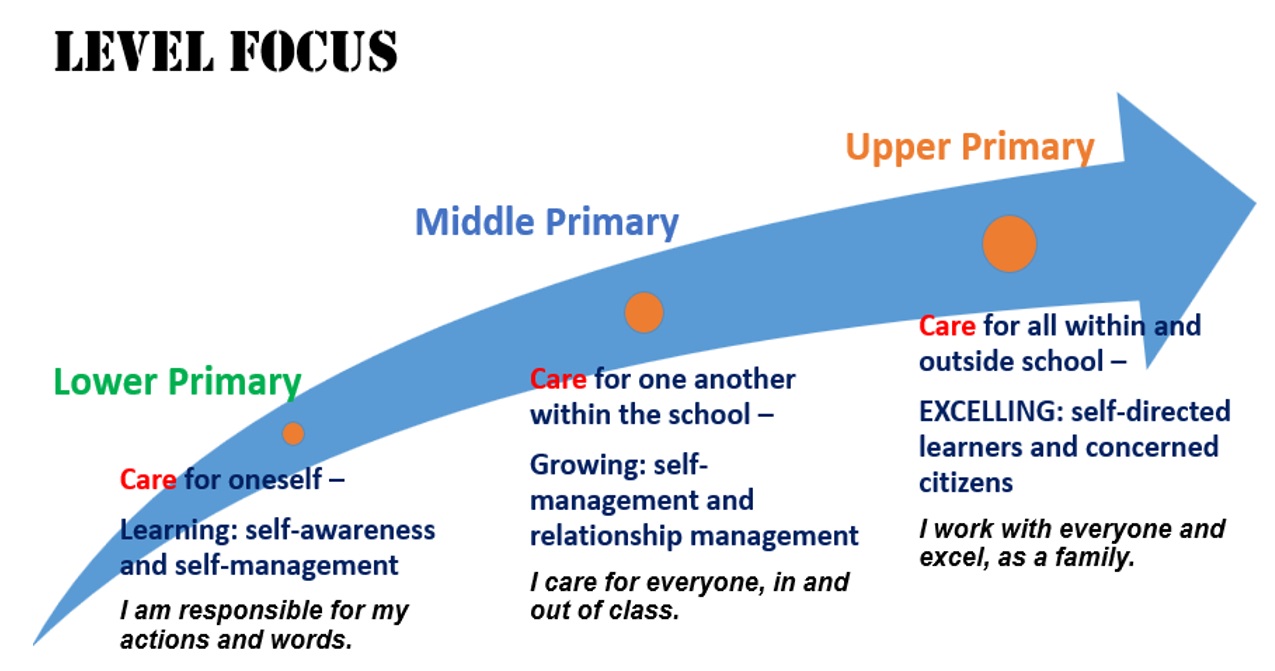 LEVEL FOCUS
Lower Primary
Care for oneself –
Learning: self-awareness
and self-management
I am responsible for my
actions and words.
Middle Primary
Care for one another
within the school –
Growing: self-
management and
relationship management
I care for everyone, in and
out of class.
Upper Primary
Care for all within and
outside school –
EXCELLING: self-directed
learners and concerned
citizens
I work with everyone and
excel, as a family.